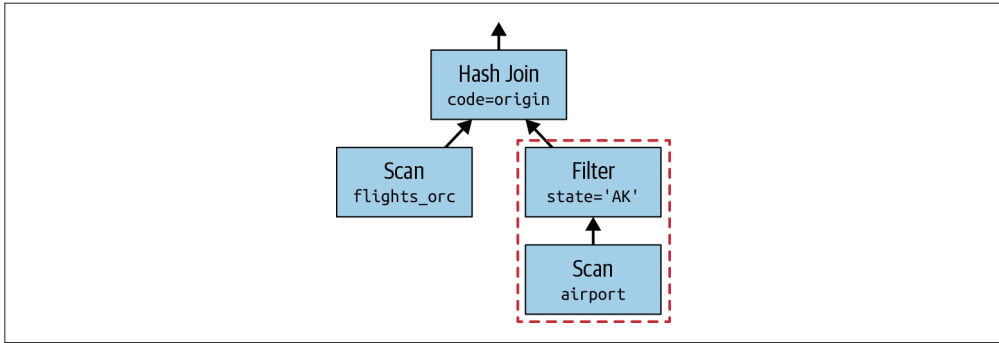 Hash Join
code=origin
Scan
flights_orc
Filter
state='AK'
Scan
airport